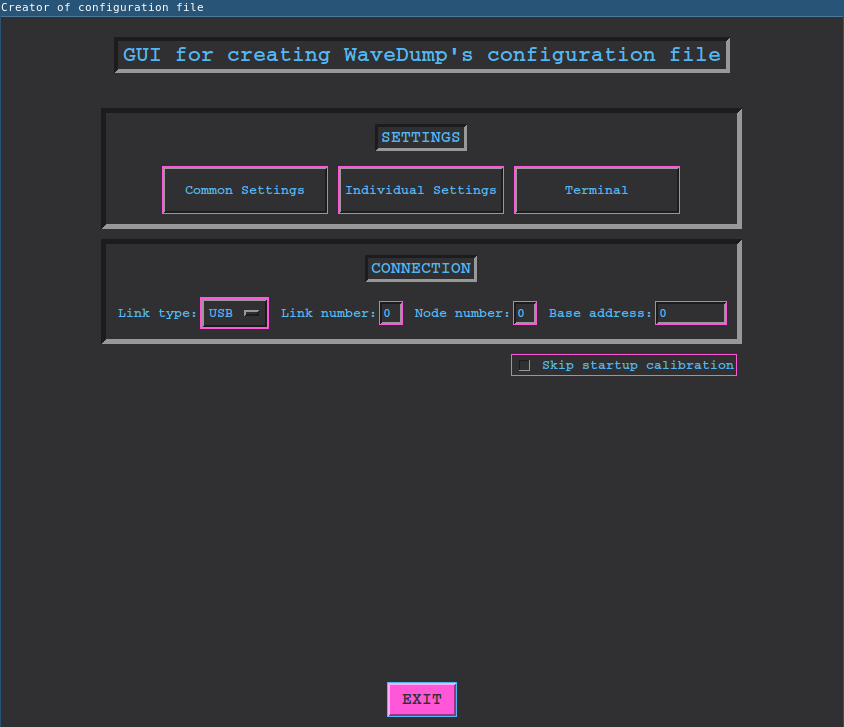 Creator of configuration file
GUI for creating WaveDump's configuration file
SETTINGS
Common Settings Individual Settings Terminal
CONNECTION
Link type: USB Link number: 0 Node number: 0 Base address: 0
Skip startup calibration
EXIT